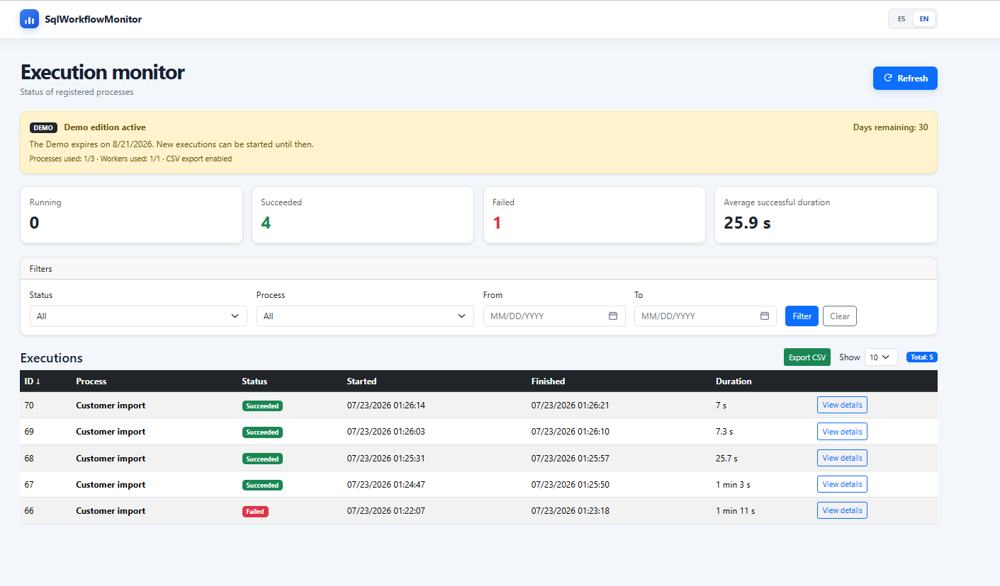 SqlWorkflowMonitor
ES EN
Execution monitor
Status of registered processes
Refresh
DEMO Demo edition active
Days remaining: 30
The Demo expires on 8/21/2026. New executions can be started until then.
Processes used: 1/3 · Workers used: 1/1 · CSV export enabled
Running
0
Succeeded
4
Failed
1
Average successful duration
25.9 s
Filters
Status Process From To
All All MM/DD/YYYY MM/DD/YYYY Filter Clear
Executions
Export CSV Show 10 Total: 5
ID ↓ Process Status Started Finished Duration
70 Customer import Succeeded 07/23/2026 01:26:14 07/23/2026 01:26:21 7 s View details
69 Customer import Succeeded 07/23/2026 01:26:03 07/23/2026 01:26:10 7.3 s View details
68 Customer import Succeeded 07/23/2026 01:25:31 07/23/2026 01:25:57 25.7 s View details
67 Customer import Succeeded 07/23/2026 01:24:47 07/23/2026 01:25:50 1 min 3 s View details
66 Customer import Failed 07/23/2026 01:22:07 07/23/2026 01:23:18 1 min 11 s View details